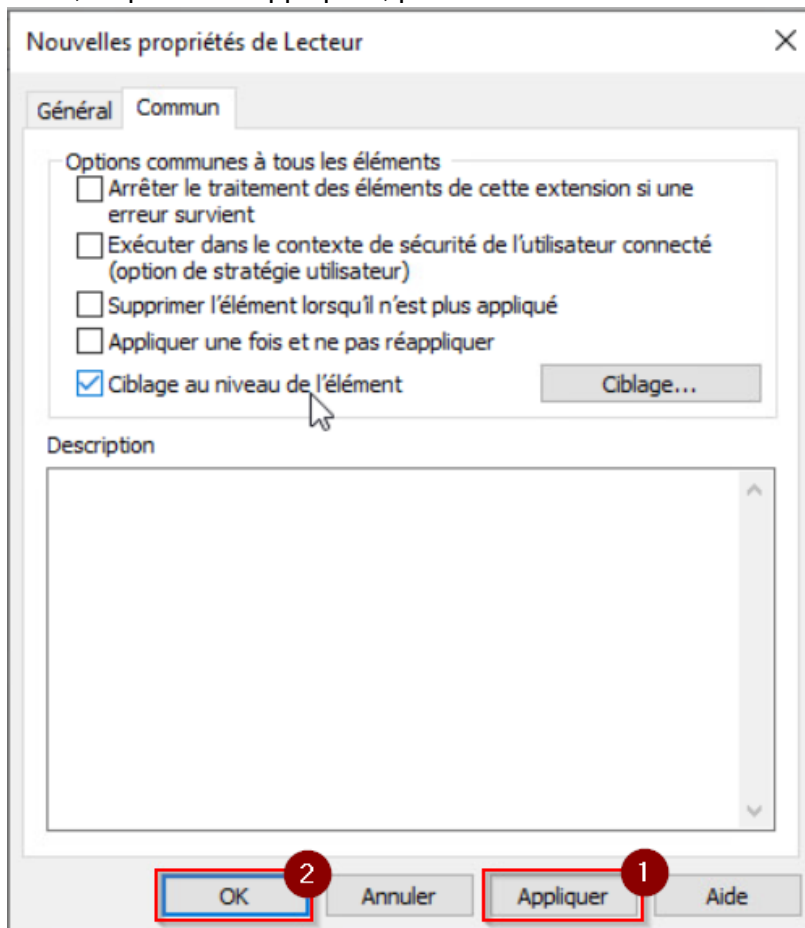 Nouvelles propriétés de Lecteur
Général Commun
Options communes à tous les éléments
Arrêter le traitement des éléments de cette extension si une
erreur survient
Exécuter dans le contexte de sécurité de l'utilisateur connecté
(option de stratégie utilisateur)
Supprimer l'élément lorsqu'il n'est plus appliqué
Appliquer une fois et ne pas réappliquer
Ciblage au niveau de l'élément Ciblage...
Description
2 1
OK Annuler Appliquer Aide